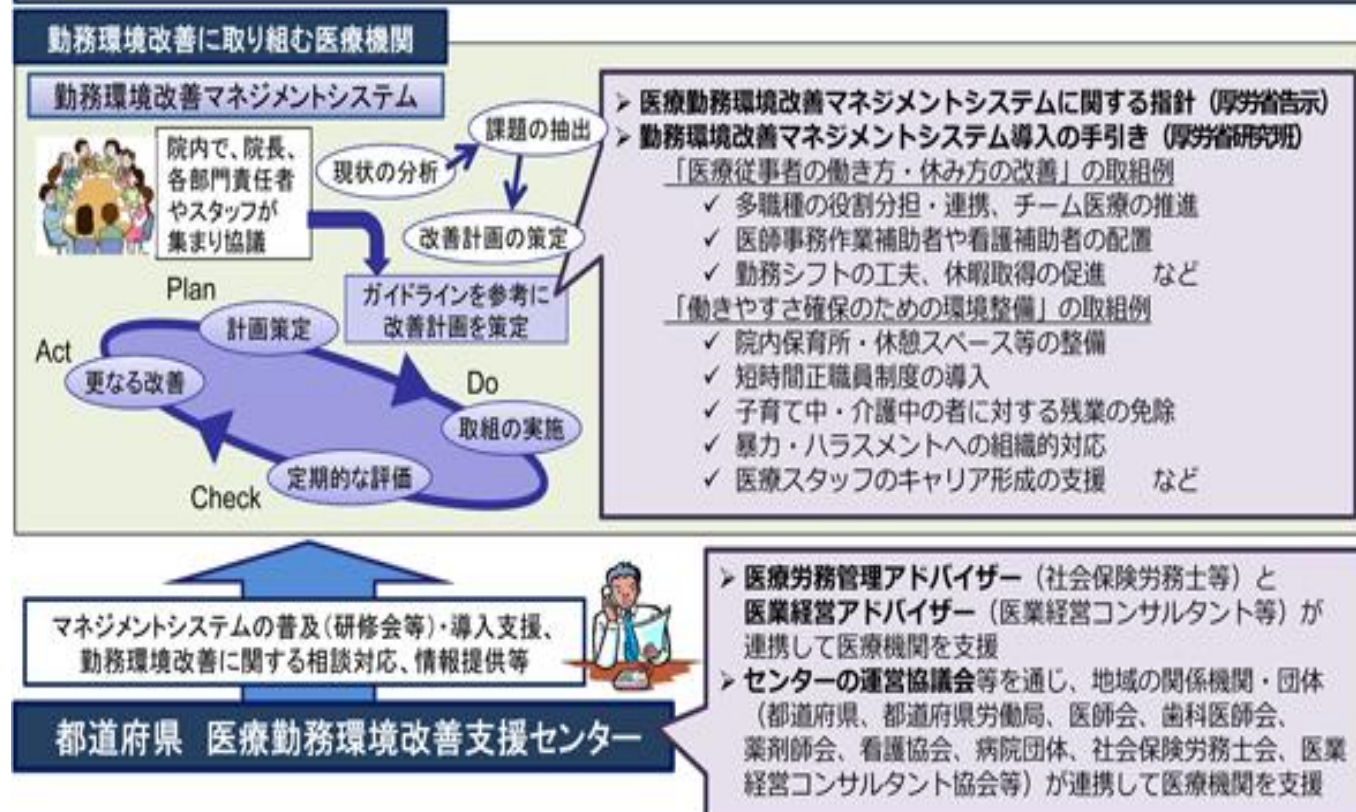 勤務環境改善に取り組む医療機関
勤務環境改善マネジメントシステム
院内で、院長、
各部門責任者
やスタッフが
集まり協議
現状の分析
課題の抽出
改善計画の策定
ガイドラインを参考に
改善計画を策定
Plan
計画策定
Act
更なる改善
Do
取組の実施
定期的な評価
Check
➢ 医療勤務環境改善マネジメントシステムに関する指針（厚労省告示）
➢ 勤務環境改善マネジメントシステム導入の手引き（厚労省研究班）
「医療従事者の働き方・休み方の改善」の取組例
✓ 多職種の役割分担・連携、チーム医療の推進
✓ 医師事務作業補助者や看護補助者の配置
✓ 勤務シフトの工夫、休暇取得の促進　など
「働きやすさ確保のための環境整備」の取組例
✓ 院内保育所・休憩スペース等の整備
✓ 短時間正職員制度の導入
✓ 子育て中・介護中の者に対する残業の免除
✓ 暴力・ハラスメントへの組織的対応
✓ 医療スタッフのキャリア形成の支援　など
マネジメントシステムの普及(研修会等)・導入支援、
勤務環境改善に関する相談対応、情報提供等
都道府県　医療勤務環境改善支援センター
➢ 医療労務管理アドバイザー（社会保険労務士等）と
医業経営アドバイザー（医業経営コンサルタント等）が
連携して医療機関を支援
➢ センターの運営協議会等を通じ、地域の関係機関・団体
（都道府県、都道府県労働局、医師会、歯科医師会、
薬剤師会、看護協会、病院団体、社会保険労務士会、医業
経営コンサルタント協会等）が連携して医療機関を支援